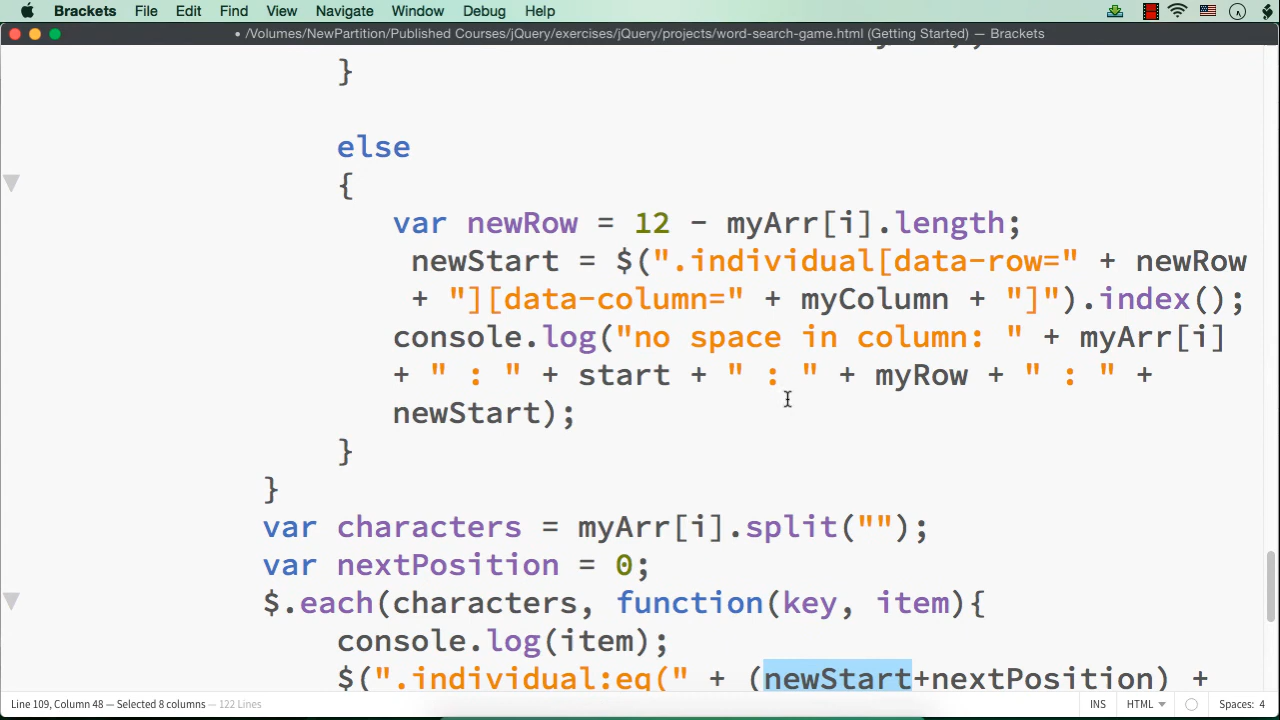 Brackets File Edit Find View Navigate Window Debug Help
• /Volumes/NewPartition/Published Courses/jQuery/exercises/jQuery/projects/word-search-game.html (Getting Started) — Brackets
}
else
{
var newRow = 12 - myArr[i].length;
newStart = $(".individual[data-row=" + newRow
+ "][data-column=" + myColumn + "]").index();
console.log("no space in column: " + myArr[i]
+ " : " + start + " : " + myRow + " : " +
newStart);
}
}
var characters = myArr[i].split("");
var nextPosition = 0;
$.each(characters, function(key, item){
console.log(item);
$(".individual:eq(" + (newStart+nextPosition) +
Line 109, Column 48 — Selected 8 columns — 122 Lines
INS HTML Spaces: 4